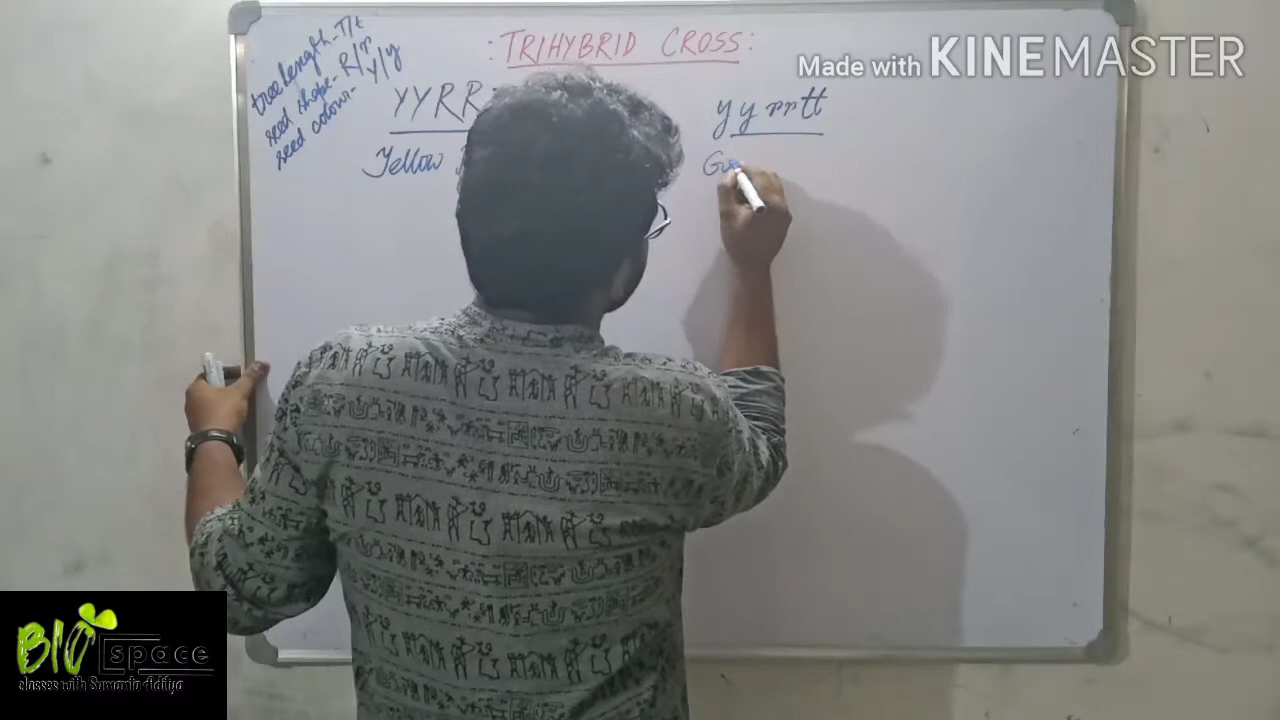 : TRIHYBRID CROSS :
Made with KINEMASTER
tree length - T/t
seed shape - R/r
seed colour - Y/y
YYRR
yyrrtt
Yellow
BIO space
classes with Sumanta Aditya